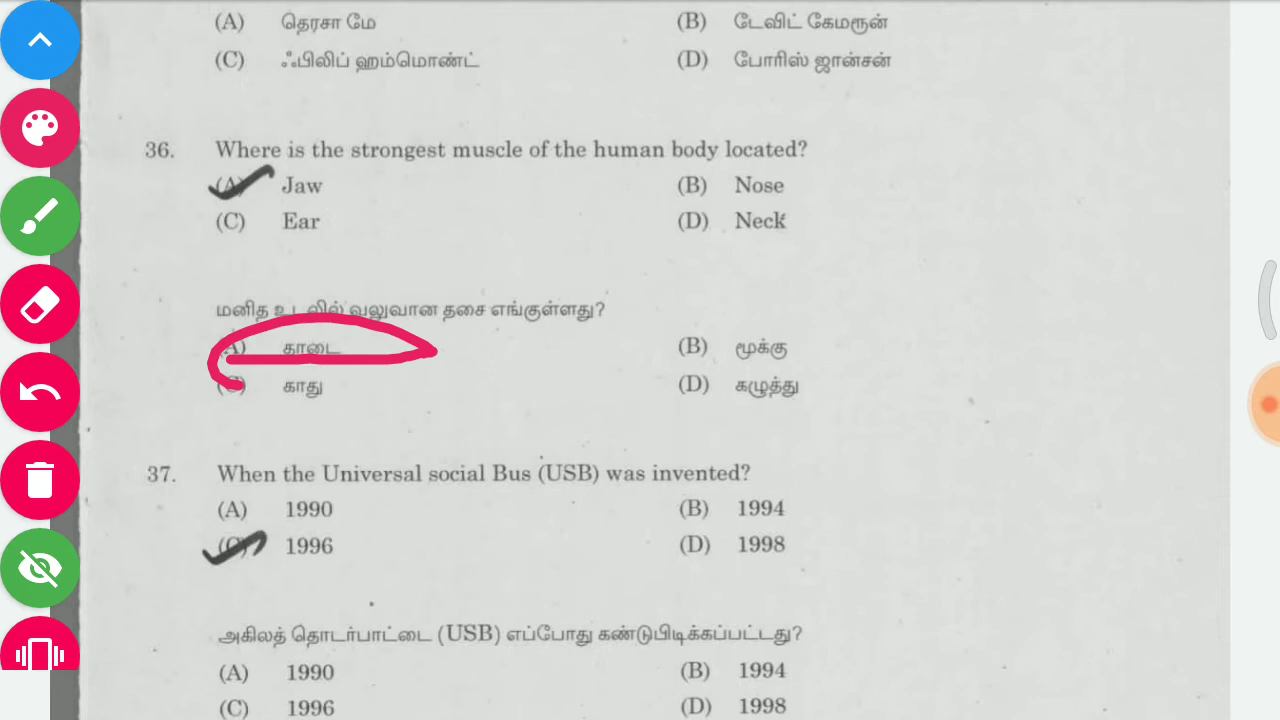 (A) தெரசா மே (B) டேவிட் கேமரூன்
(C) ஃபிலிப் ஹம்மொண்ட் (D) போரிஸ் ஜான்சன்
36. Where is the strongest muscle of the human body located?
(A) Jaw (B) Nose
(C) Ear (D) Neck
மனித உடலில் வலுவான தசை எங்குள்ளது?
(A) காடை (B) மூக்கு
(C) காது (D) கழுத்து
37. When the Universal social Bus (USB) was invented?
(A) 1990 (B) 1994
(C) 1996 (D) 1998
அகிலத் தொடர்பாட்டை (USB) எப்போது கண்டுபிடிக்கப்பட்டது?
(A) 1990 (B) 1994
(C) 1996 (D) 1998